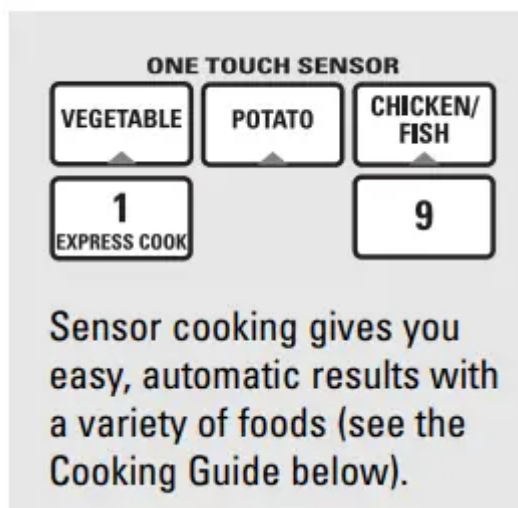 ONE TOUCH SENSOR
VEGETABLE
POTATO
CHICKEN/
FISH
1
EXPRESS COOK
9
Sensor cooking gives you
easy, automatic results with
a variety of foods (see the
Cooking Guide below).